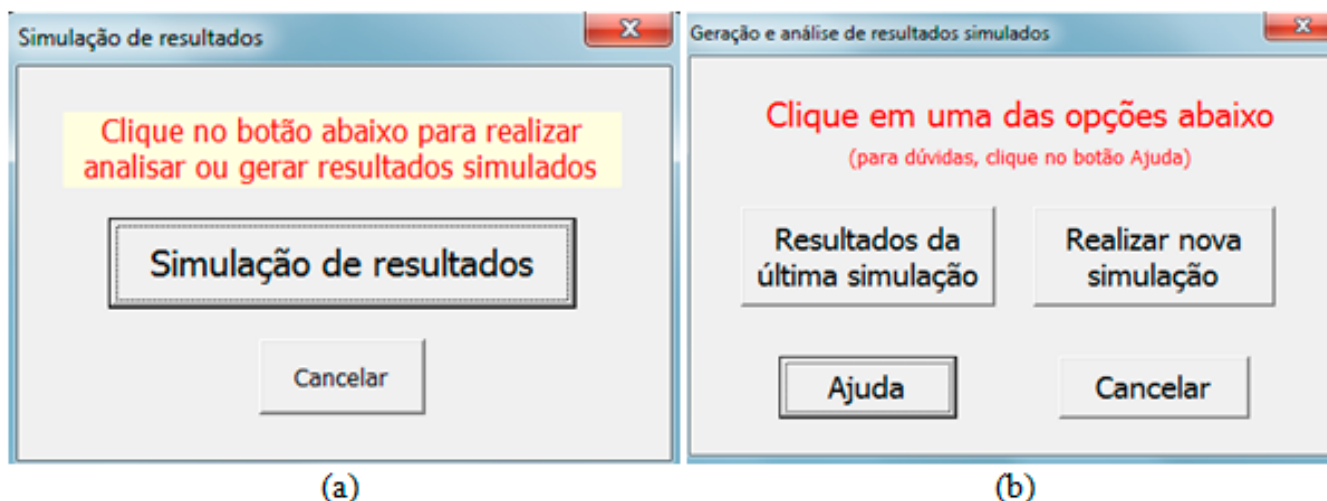 Simulação de resultados
X
Clique no botão abaixo para realizar
analisar ou gerar resultados simulados
Simulação de resultados
Cancelar
(a)
Geração e análise de resultados simulados
X
Clique em uma das opções abaixo
(para dúvidas, clique no botão Ajuda)
Resultados da
última simulação
Realizar nova
simulação
Ajuda
Cancelar
(b)